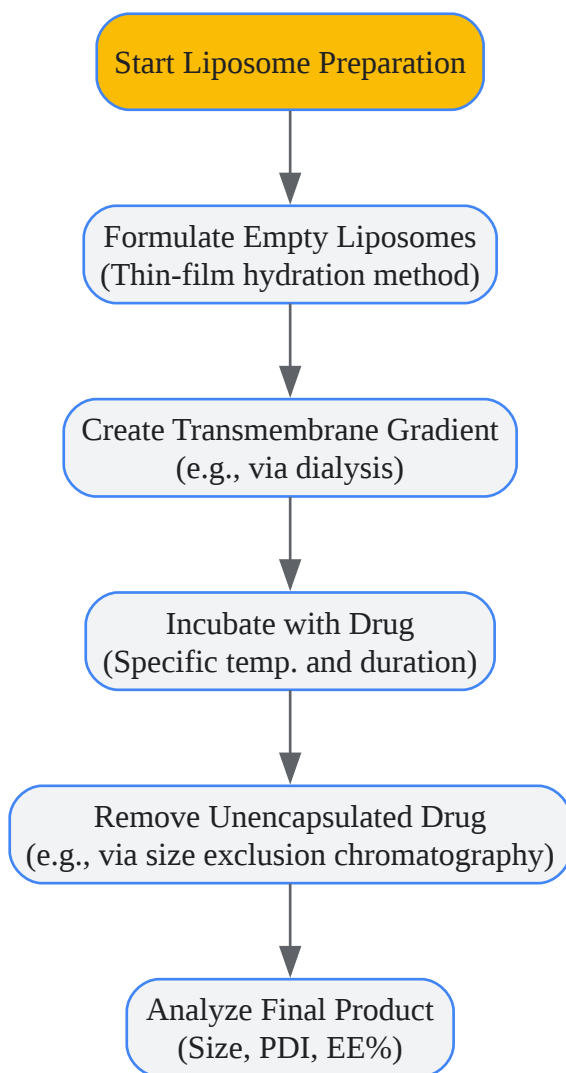 Start Liposome Preparation
Formulate Empty Liposomes
(Thin-film hydration method)
Create Transmembrane Gradient
(e.g., via dialysis)
Incubate with Drug
(Specific temp. and duration)
Remove Unencapsulated Drug
(e.g., via size exclusion chromatography)
Analyze Final Product
(Size, PDI, EE%)